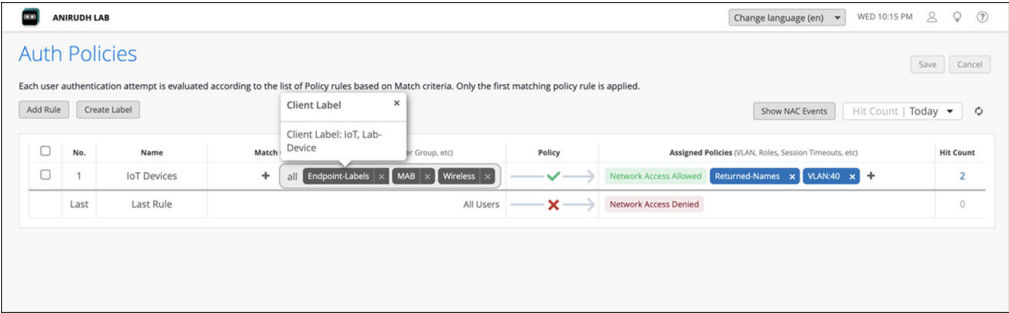 ANIRUDH LAB
Change language (en)
WED 10:15 PM
Auth Policies
Save
Cancel
Each user authentication attempt is evaluated according to the list of Policy rules based on Match criteria. Only the first matching policy rule is applied.
Add Rule
Create Label
Show NAC Events
Hit Count | Today
Client Label ×
Client Label: IoT, Lab-
Device
No.
Name
Match
Group, etc)
Policy
Assigned Policies (VLAN, Roles, Session Timeouts, etc)
Hit Count
1
IoT Devices
+ all Endpoint-Labels × MAB × Wireless ×
Network Access Allowed
Returned-Names ×
VLAN:40 × +
2
Last
Last Rule
All Users
Network Access Denied
0